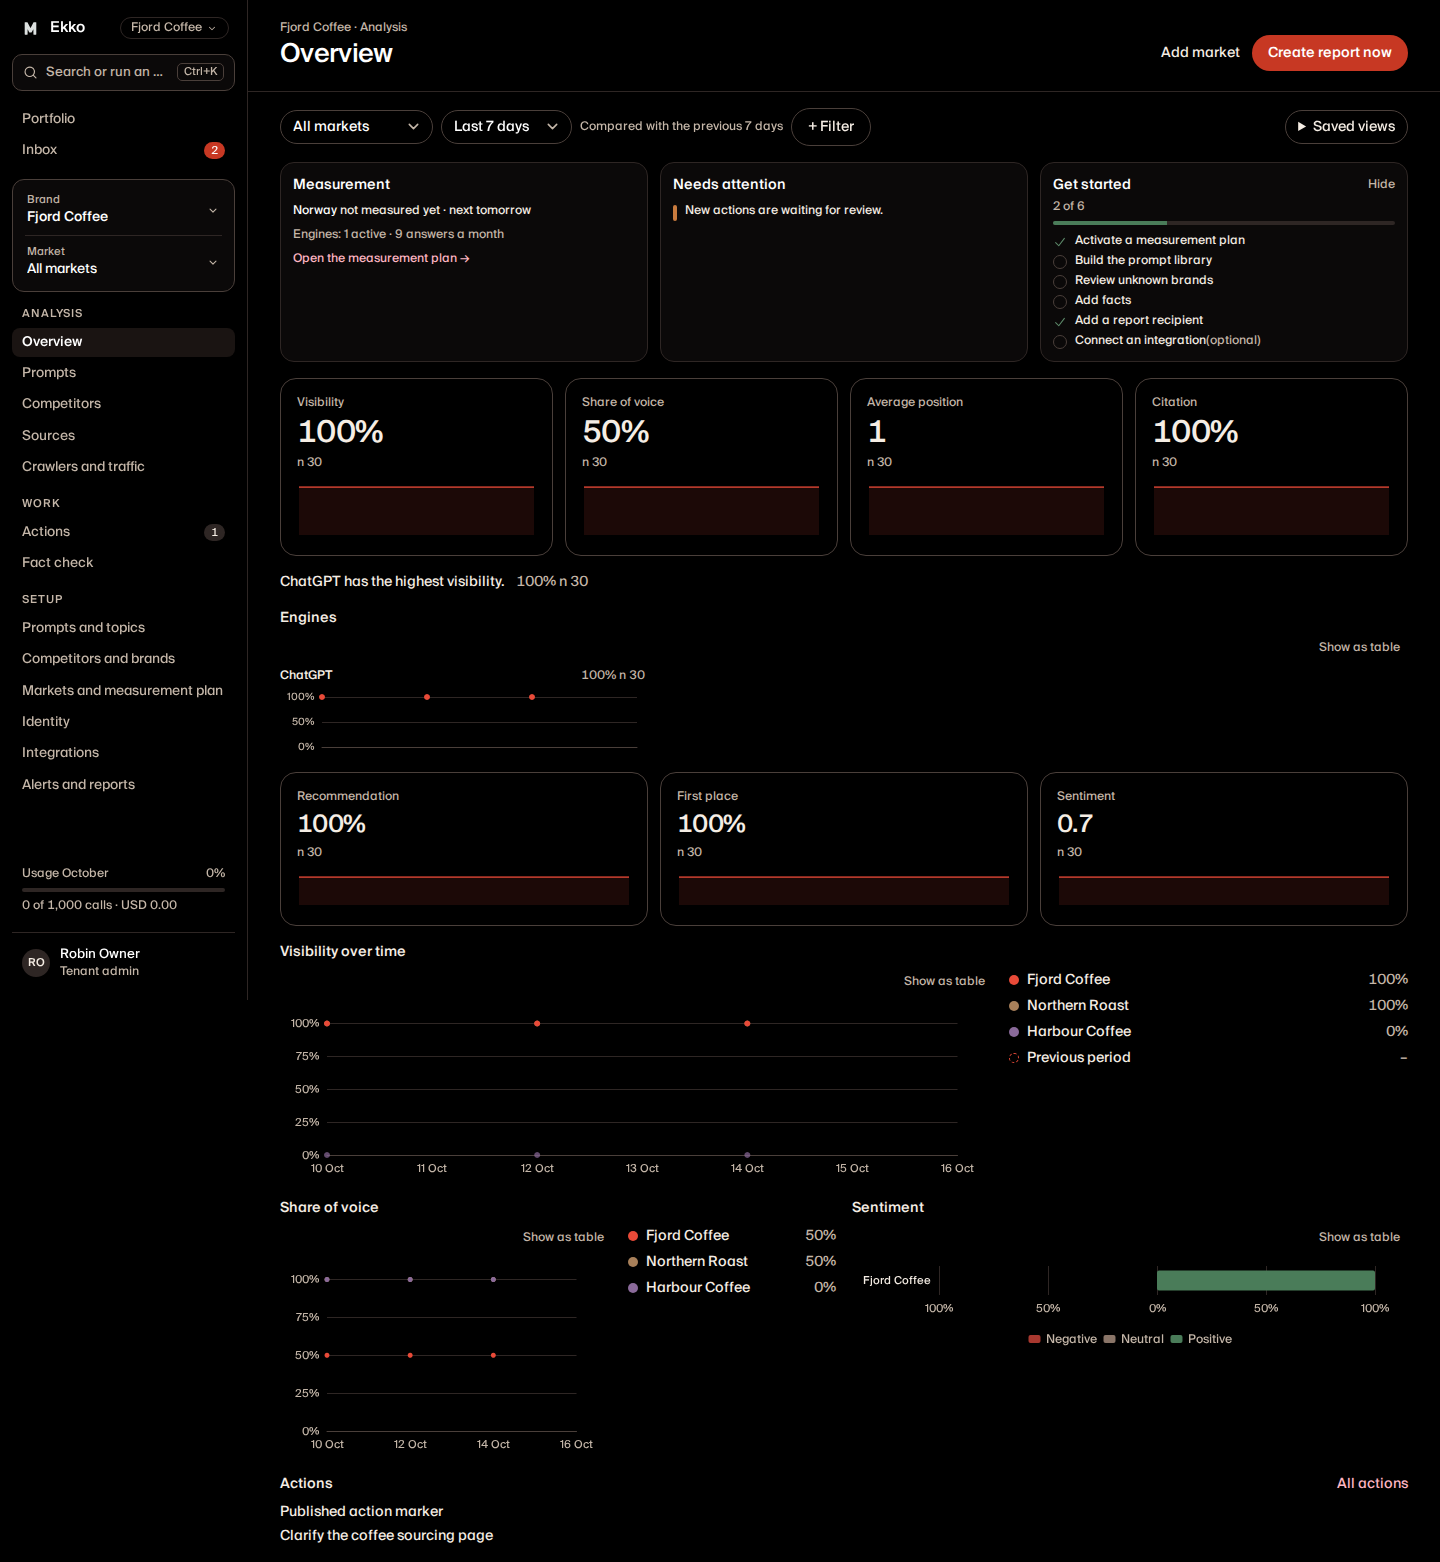 Ekko
Fjord Coffee
Search or run an ...
Ctrl+K
Portfolio
Inbox
2
Brand
Fjord Coffee
Market
All markets
ANALYSIS
Overview
Prompts
Competitors
Sources
Crawlers and traffic
WORK
Actions
1
Fact check
SETUP
Prompts and topics
Competitors and brands
Markets and measurement plan
Identity
Integrations
Alerts and reports
Usage October
0%
0 of 1,000 calls · USD 0.00
RO
Robin Owner
Tenant admin
Fjord Coffee · Analysis
Overview
Add market
Create report now
All markets
Last 7 days
Compared with the previous 7 days
+ Filter
Saved views
Measurement
Norway not measured yet · next tomorrow
Engines: 1 active · 9 answers a month
Open the measurement plan →
Needs attention
New actions are waiting for review.
Get started
Hide
2 of 6
Activate a measurement plan
Build the prompt library
Review unknown brands
Add facts
Add a report recipient
Connect an integration(optional)
Visibility
100%
n 30
Share of voice
50%
n 30
Average position
1
n 30
Citation
100%
n 30
ChatGPT has the highest visibility. 100% n 30
Engines
Show as table
ChatGPT
100% n 30
100%
50%
0%
Recommendation
100%
n 30
First place
100%
n 30
Sentiment
0.7
n 30
Visibility over time
Show as table
100%
75%
50%
25%
0%
10 Oct
11 Oct
12 Oct
13 Oct
14 Oct
15 Oct
16 Oct
Fjord Coffee 100%
Northern Roast 100%
Harbour Coffee 0%
Previous period –
Share of voice
Show as table
100%
75%
50%
25%
0%
10 Oct
12 Oct
14 Oct
16 Oct
Fjord Coffee 50%
Northern Roast 50%
Harbour Coffee 0%
Sentiment
Show as table
Fjord Coffee
100%
50%
0%
50%
100%
Negative
Neutral
Positive
Actions
All actions
Published action marker
Clarify the coffee sourcing page